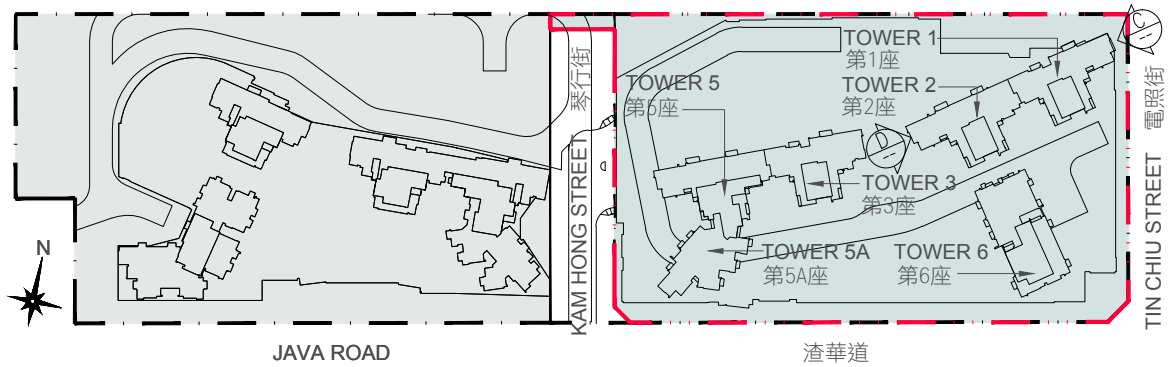 TOWER 1
第1座
TOWER 2
第2座
TOWER 5
第5座
TOWER 3
第3座
TOWER 5A
第5A座
TOWER 6
第6座
KAM HONG STREET 琴行街
TIN CHIU STREET 電照街
C
D
N
JAVA ROAD 渣華道